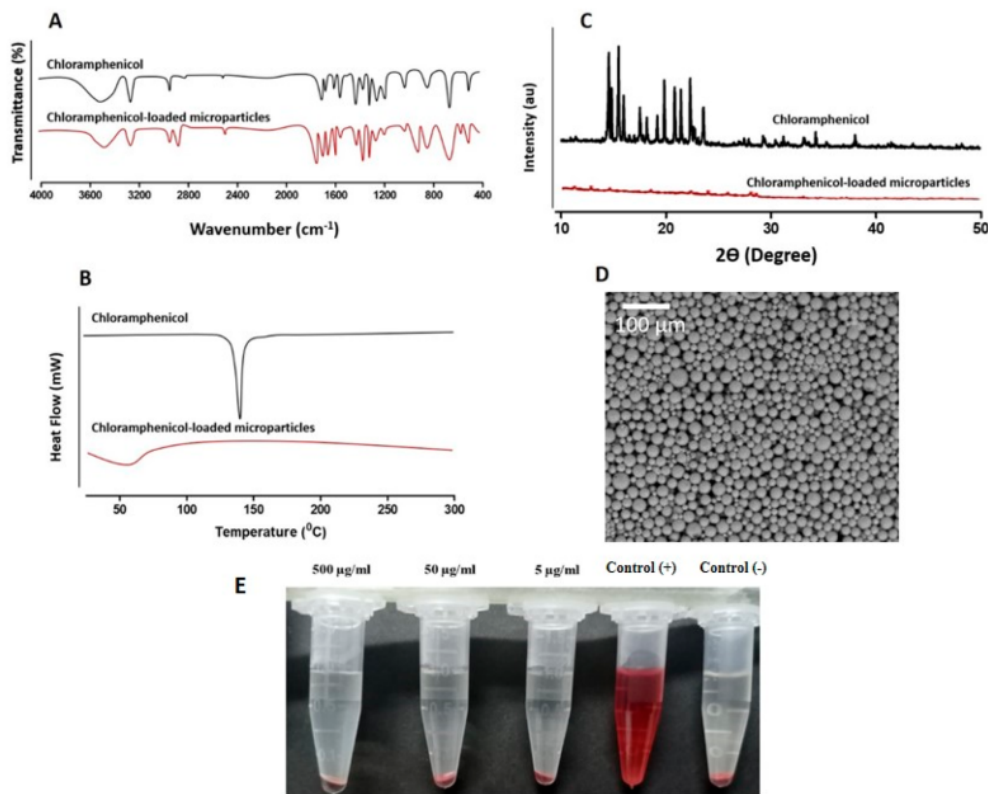 A
Transmittance (%)
Chloramphenicol
Chloramphenicol-loaded microparticles
4000 3600 3200 2800 2400 2000 1600 1200 800 400
Wavenumber (cm⁻¹)
C
Intensity (au)
Chloramphenicol
Chloramphenicol-loaded microparticles
10 20 30 40 50
2Θ (Degree)
B
Heat Flow (mW)
Chloramphenicol
Chloramphenicol-loaded microparticles
50 100 150 200 250 300
Temperature (⁰C)
D
100 µm
E
500 µg/ml 50 µg/ml 5 µg/ml Control (+) Control (-)